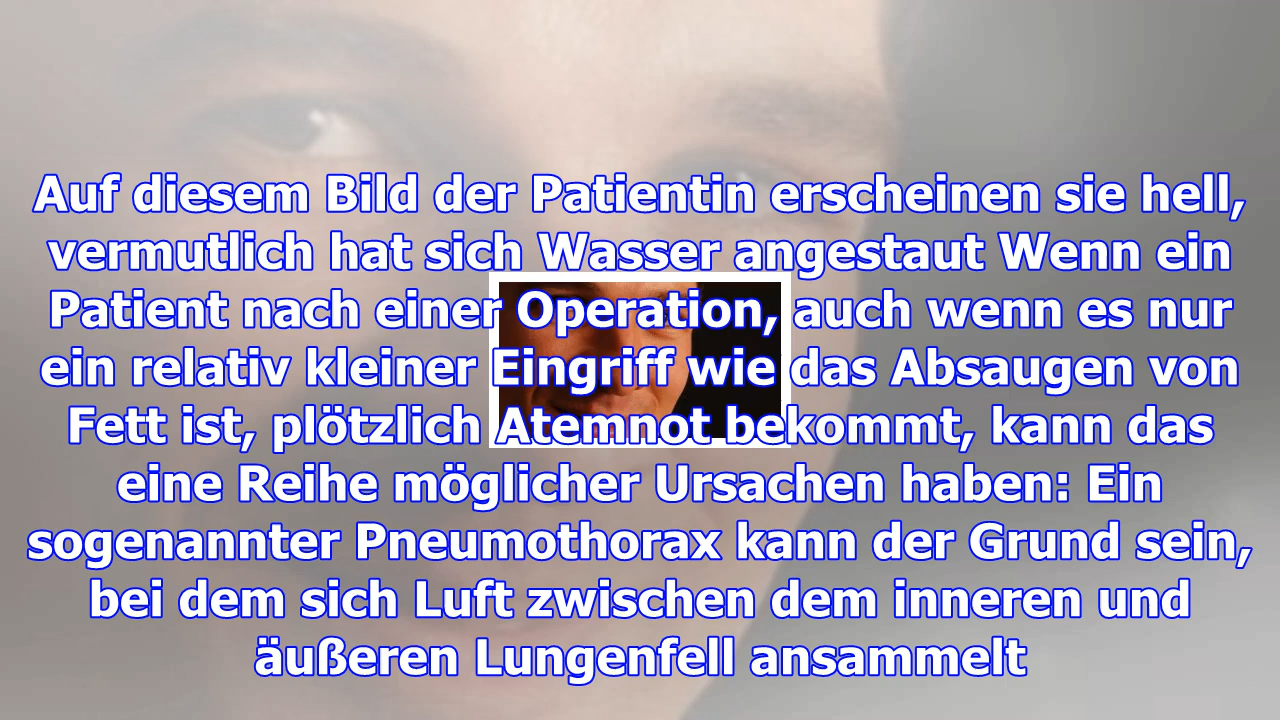 Auf diesem Bild der Patientin erscheinen sie hell,
vermutlich hat sich Wasser angestaut Wenn ein
Patient nach einer Operation, auch wenn es nur
ein relativ kleiner Eingriff wie das Absaugen von
Fett ist, plötzlich Atemnot bekommt, kann das
eine Reihe möglicher Ursachen haben: Ein
sogenannter Pneumothorax kann der Grund sein,
bei dem sich Luft zwischen dem inneren und
äußeren Lungenfell ansammelt